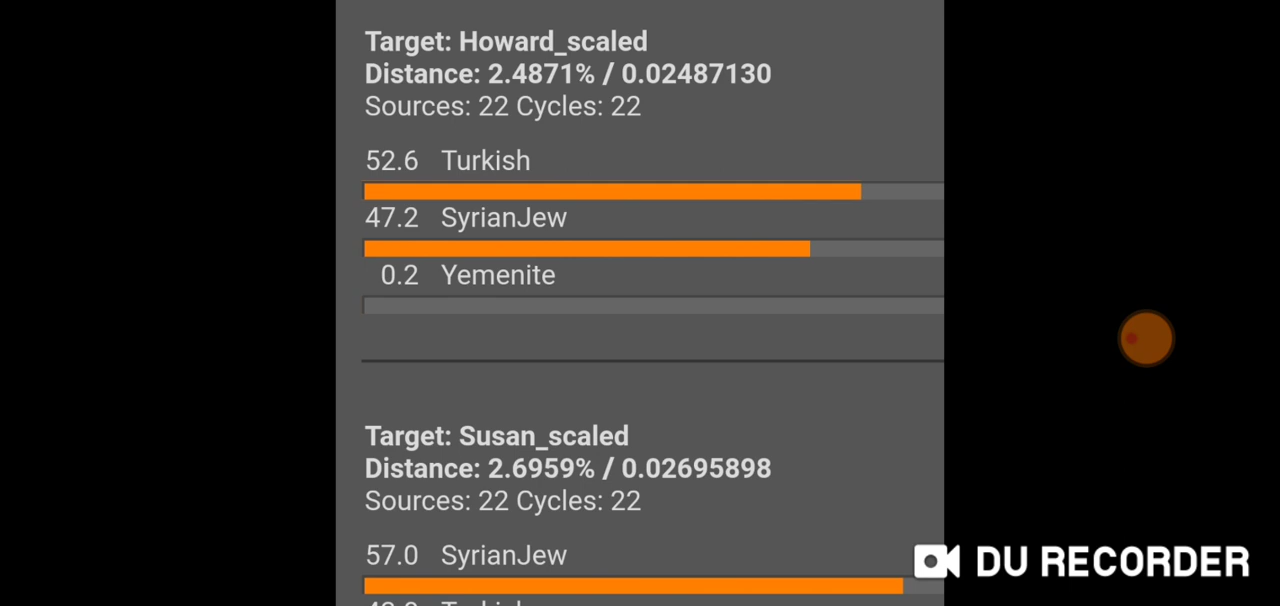 Target: Howard_scaled
Distance: 2.4871% / 0.02487130
Sources: 22 Cycles: 22
52.6 Turkish
47.2 SyrianJew
0.2 Yemenite
Target: Susan_scaled
Distance: 2.6959% / 0.02695898
Sources: 22 Cycles: 22
57.0 SyrianJew
DU RECORDER